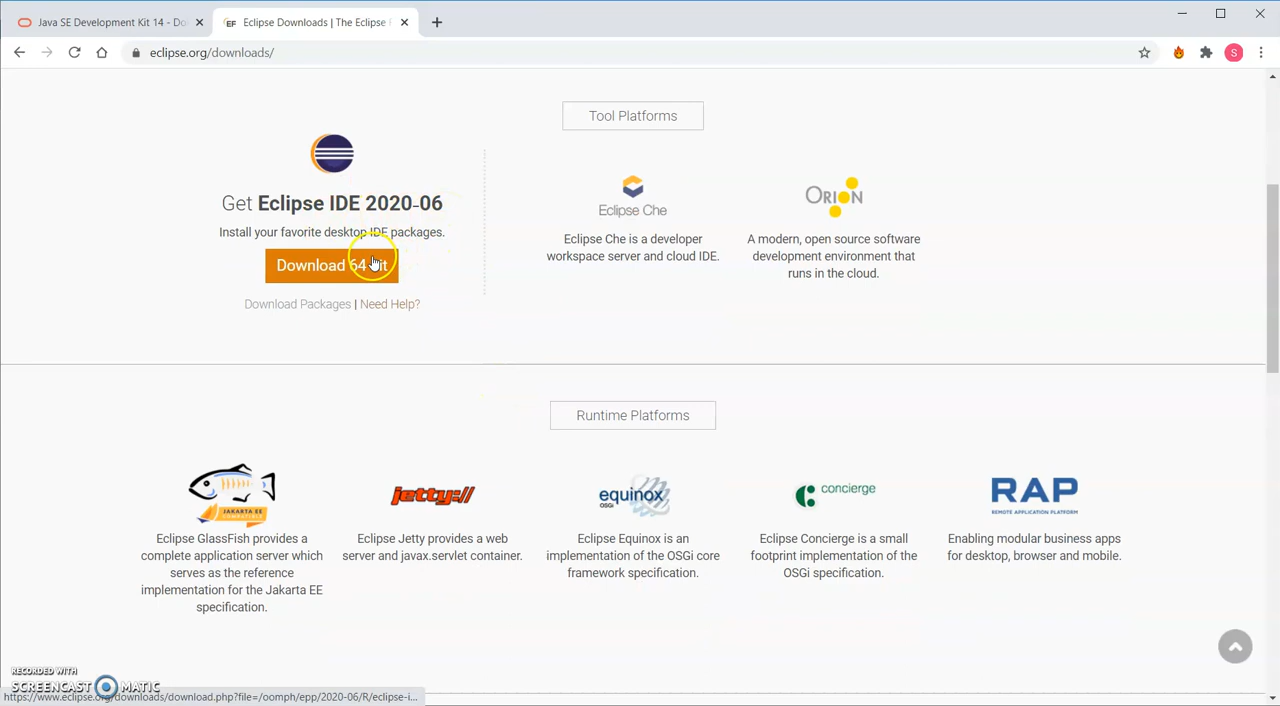 Java SE Development Kit 14 - Do
Eclipse Downloads | The Eclipse
eclipse.org/downloads/
S
Tool Platforms
Get Eclipse IDE 2020-06
Install your favorite desktop IDE packages.
Download 64 bit
Download Packages | Need Help?
Eclipse Che
Eclipse Che is a developer
workspace server and cloud IDE.
ORION
A modern, open source software
development environment that
runs in the cloud.
Runtime Platforms
JAKARTA EE
COMPATIBLE
Eclipse GlassFish provides a
complete application server which
serves as the reference
implementation for the Jakarta EE
specification.
jetty://
Eclipse Jetty provides a web
server and javax.servlet container.
equinox
OSGi
Eclipse Equinox is an
implementation of the OSGi core
framework specification.
concierge
Eclipse Concierge is a small
footprint implementation of the
OSGi specification.
RAP
REMOTE APPLICATION PLATFORM
Enabling modular business apps
for desktop, browser and mobile.
RECORDED WITH
SCREENCAST MATIC
https://www.eclipse.org/downloads/download.php?file=/oomph/epp/2020-06/R/eclipse-i...